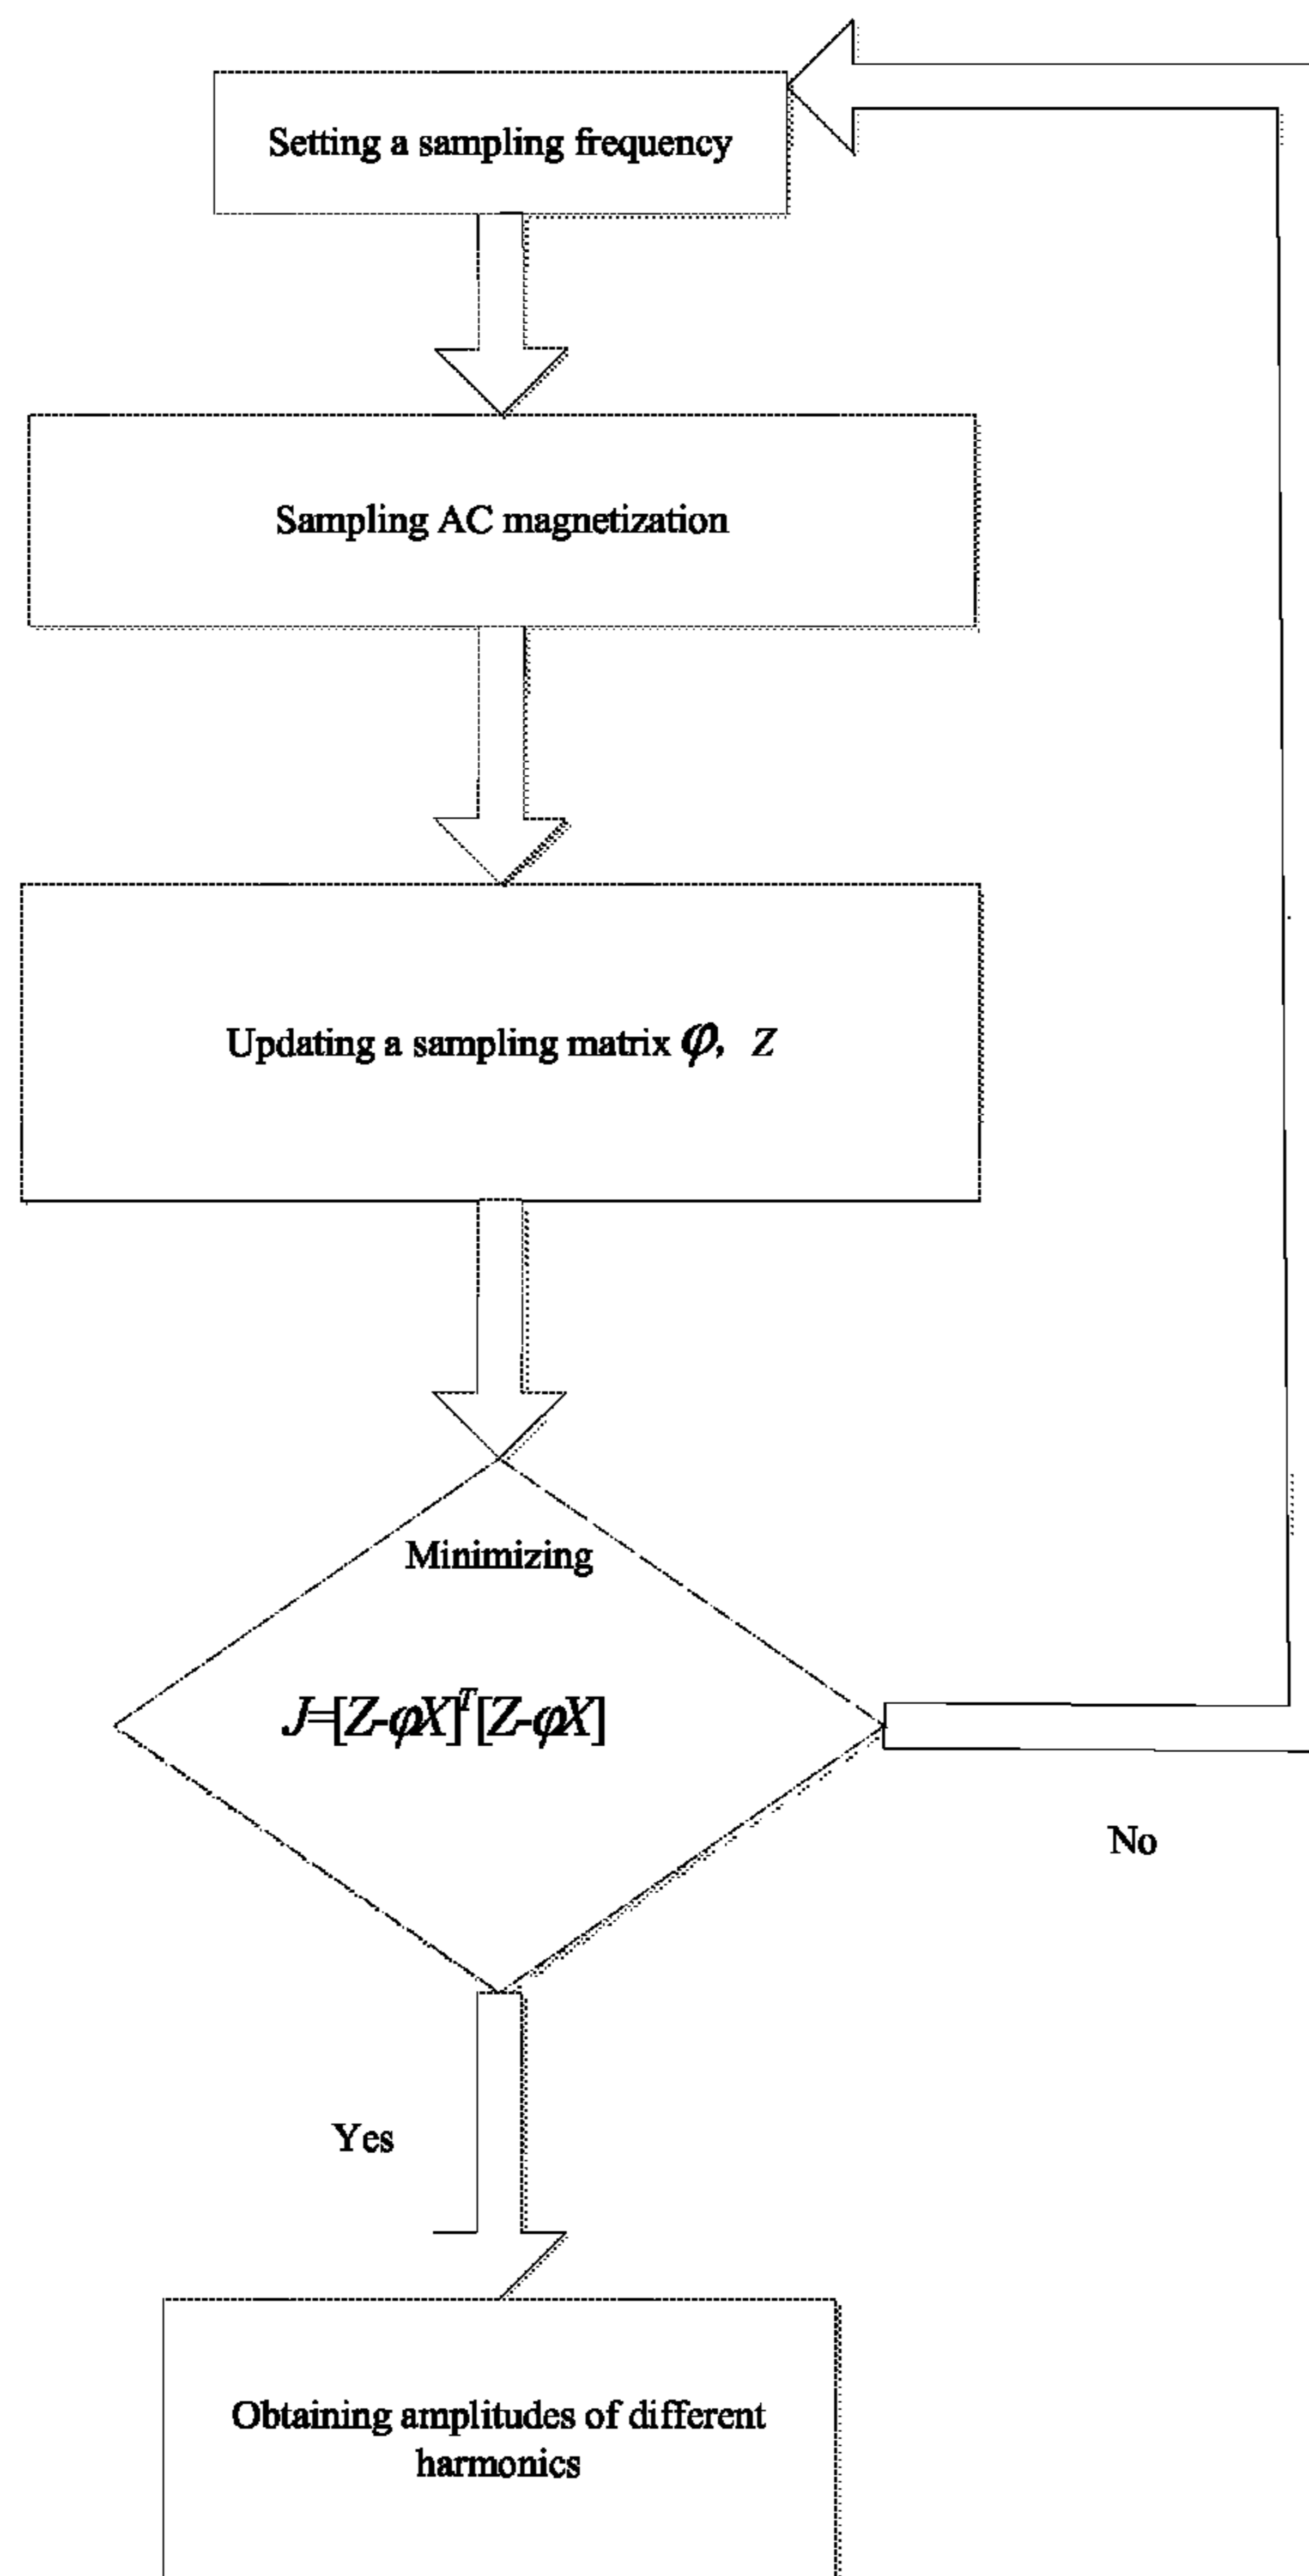 Setting a sampling frequency
Sampling AC magnetization
Updating a sampling matrix φ, Z
Minimizing
J=[Z-φX]^T[Z-φX]
No
Yes
Obtaining amplitudes of different
harmonics